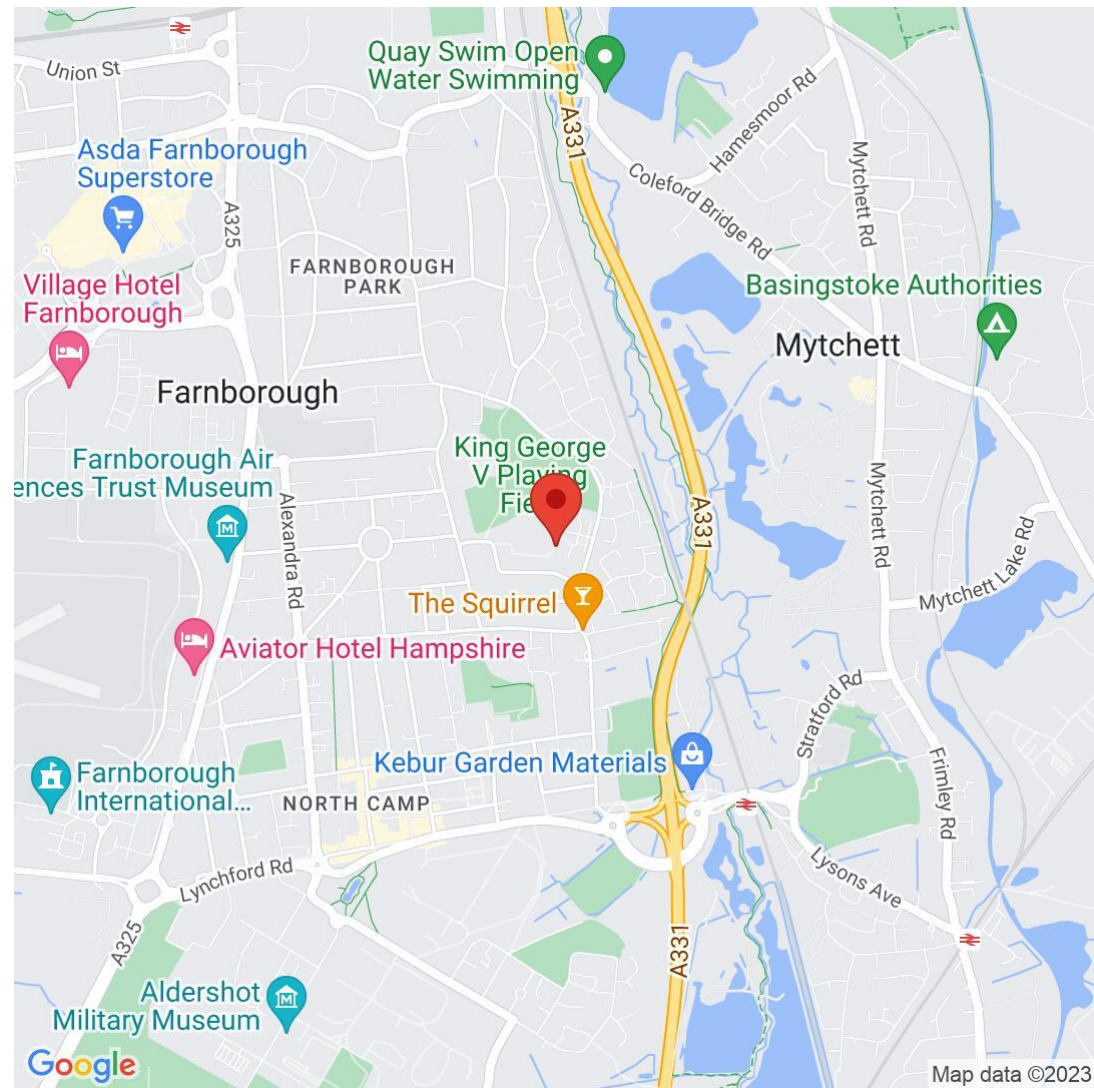 Union St
Quay Swim Open
Water Swimming
A331
Hamesmoor Rd
Mytchett Rd
Asda Farnborough
Superstore
A325
Coleford Bridge Rd
FARNBOROUGH
PARK
Village Hotel
Farnborough
Basingstoke Authorities
Mytchett
Farnborough
King George
V Playing
Fie
Farnborough Air
ences Trust Museum
Alexandra Rd
A331
Mytchett Rd
Mytchett Lake Rd
The Squirrel
Aviator Hotel Hampshire
Stratford Rd
Kebur Garden Materials
Farnborough
International...
NORTH CAMP
Frimley Rd
Lynchford Rd
Lysons Ave
A325
A331
Aldershot
Military Museum
Google
Map data ©2023